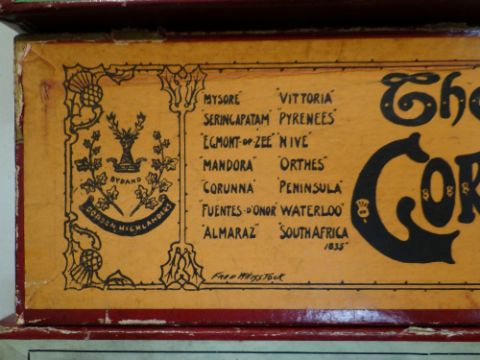 BYDAND
GORDON HIGHLANDERS
"MYSORE"
"SERINGAPATAM"
"EGMONT-OP-ZEE"
"MANDORA"
"CORUNNA"
"FUENTES-D'ONOR"
"ALMARAZ"
"VITTORIA"
"PYRENEES"
"NIVE"
"ORTHES"
"PENINSULA"
"WATERLOO"
"SOUTH AFRICA
1835"
FRED WHISSTOCK
The
GOR